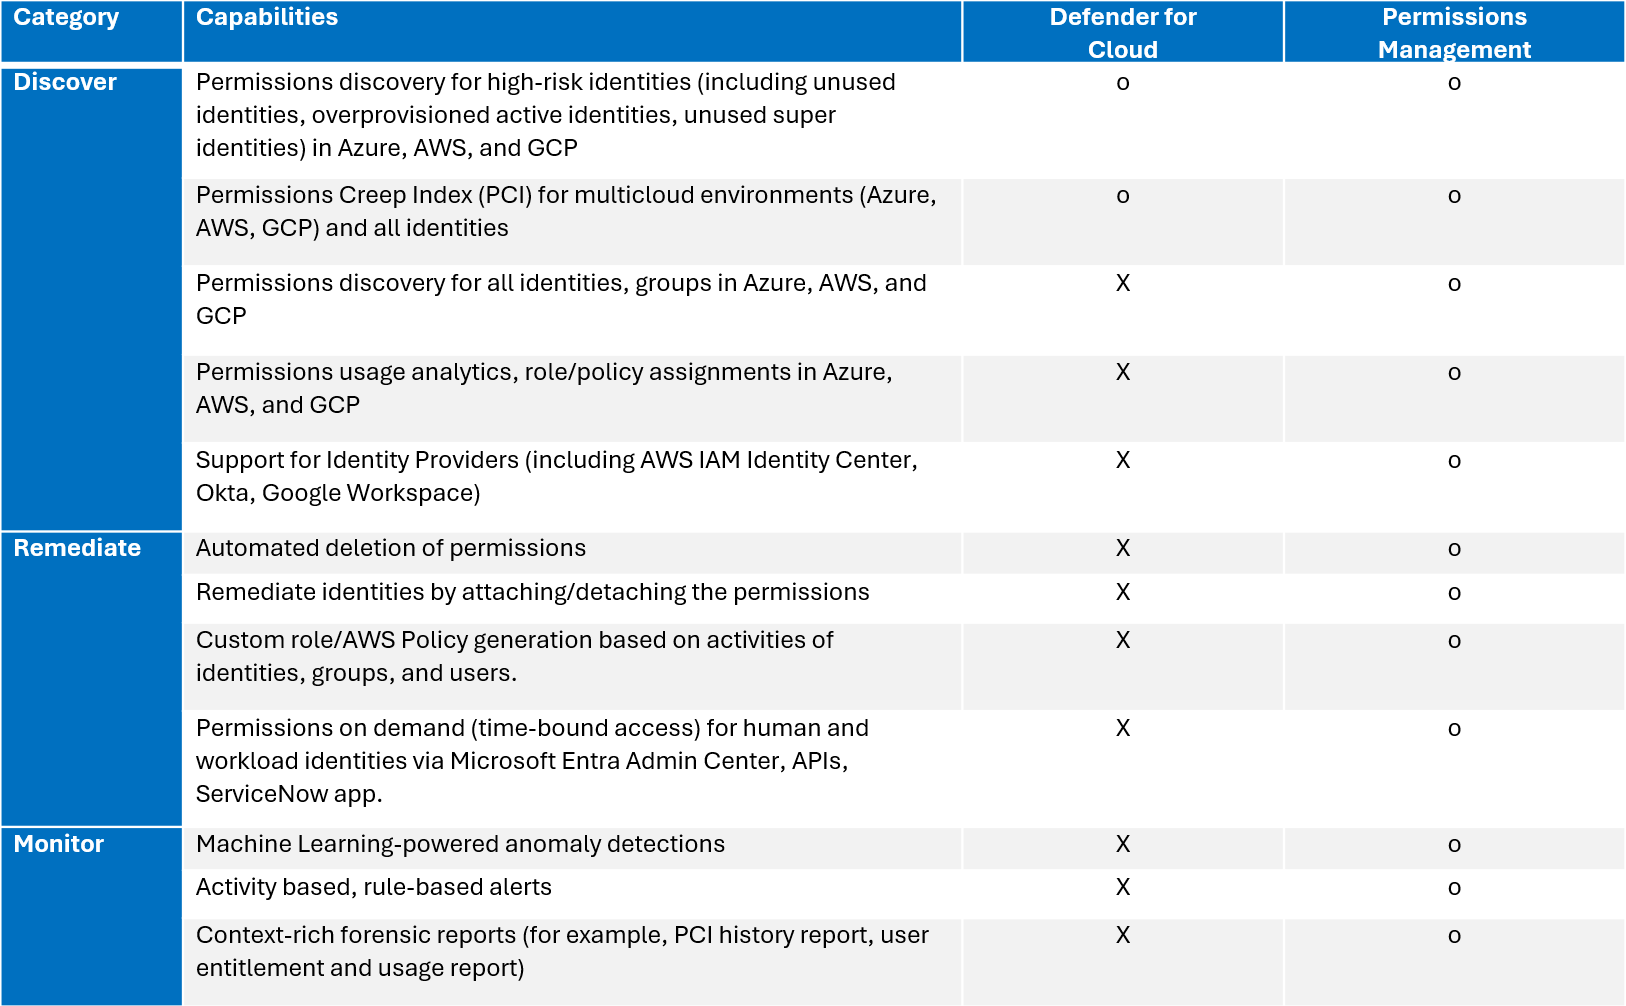 Category
Capabilities
Defender for
Cloud
Permissions
Management
Discover
Permissions discovery for high-risk identities (including unused
identities, overprovisioned active identities, unused super
identities) in Azure, AWS, and GCP
o
o
Permissions Creep Index (PCI) for multicloud environments (Azure,
AWS, GCP) and all identities
o
o
Permissions discovery for all identities, groups in Azure, AWS, and
GCP
X
o
Permissions usage analytics, role/policy assignments in Azure,
AWS, and GCP
X
o
Support for Identity Providers (including AWS IAM Identity Center,
Okta, Google Workspace)
X
o
Remediate
Automated deletion of permissions
X
o
Remediate identities by attaching/detaching the permissions
X
o
Custom role/AWS Policy generation based on activities of
identities, groups, and users.
X
o
Permissions on demand (time-bound access) for human and
workload identities via Microsoft Entra Admin Center, APIs,
ServiceNow app.
X
o
Monitor
Machine Learning-powered anomaly detections
X
o
Activity based, rule-based alerts
X
o
Context-rich forensic reports (for example, PCI history report, user
entitlement and usage report)
X
o